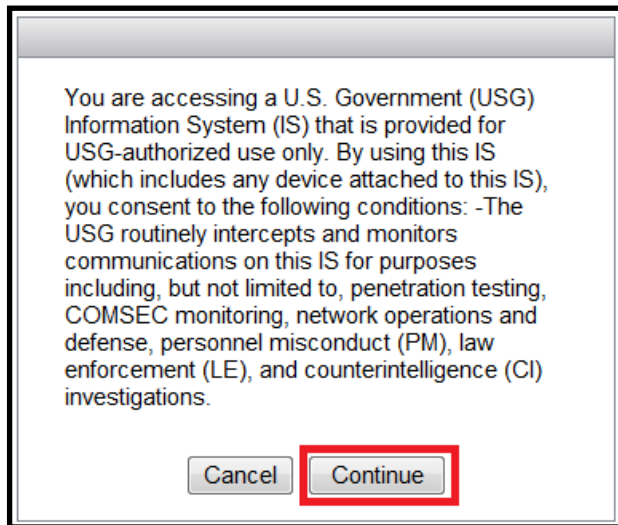 You are accessing a U.S. Government (USG)
Information System (IS) that is provided for
USG-authorized use only. By using this IS
(which includes any device attached to this IS),
you consent to the following conditions: -The
USG routinely intercepts and monitors
communications on this IS for purposes
including, but not limited to, penetration testing,
COMSEC monitoring, network operations and
defense, personnel misconduct (PM), law
enforcement (LE), and counterintelligence (CI)
investigations.
Cancel Continue